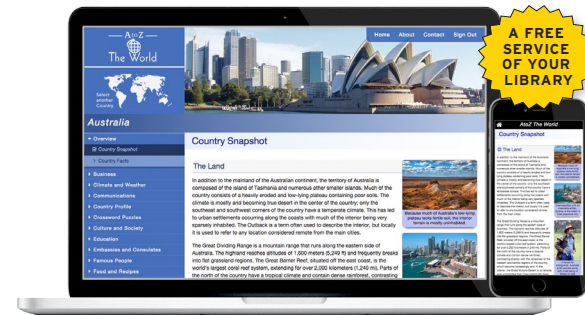 A FREE
SERVICE
OF YOUR
LIBRARY
AtoZ
The World
Select
another
Country
Home About Contact Sign Out
Australia
Overview
Country Snapshot
Country Facts
Business
Climate and Weather
Communications
Country Profile
Crossword Puzzles
Culture and Society
Education
Embassies and Consulates
Famous People
Food and Recipes
Country Snapshot
The Land
In addition to the mainland of the Australian continent, the territory of Australia is
composed of the island of Tasmania and numerous other smaller islands. Much of the
country consists of a heavily eroded and low-lying plateau containing poor soils. The
climate is mostly arid becoming true desert in the center of the country; only the
southeast and southwest corners of the country have a temperate climate. This has led
to urban settlements occurring along the coasts with much of the interior being very
sparsely inhabited. The Outback is a term often used to describe the interior, but locally
it is used to refer to any location considered remote from the main cities.
The Great Dividing Range is a mountain range that runs along the eastern side of
Australia. The highland reaches altitudes of 1,600 meters (5,249 ft) and frequently breaks
into flat grassland regions. The Great Barrier Reef, situated off the east coast, is the
world's largest coral reef system, extending for over 2,000 kilometers (1,240 mi). Parts of
the north of the country have a tropical climate and contain dense rainforest, contrasting
Because much of Australia's low-lying
plateau lacks fertile soil, the interior
terrain is mostly uninhabited.
AtoZ The World
Country Snapshot
The Land